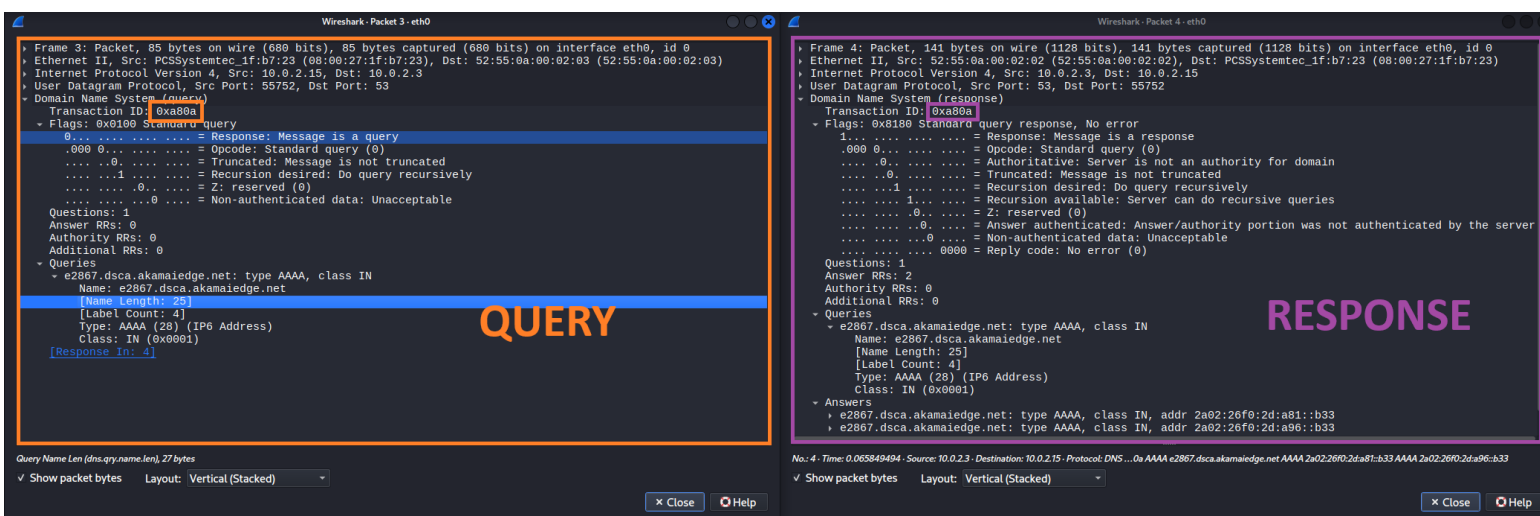 Wireshark · Packet 3 · eth0
Frame 3: Packet, 85 bytes on wire (680 bits), 85 bytes captured (680 bits) on interface eth0, id 0
Ethernet II, Src: PCSSystemtec_1f:b7:23 (08:00:27:1f:b7:23), Dst: 52:55:0a:00:02:03 (52:55:0a:00:02:03)
Internet Protocol Version 4, Src: 10.0.2.15, Dst: 10.0.2.3
User Datagram Protocol, Src Port: 55752, Dst Port: 53
Domain Name System (query)
Transaction ID: 0xa80a
Flags: 0x0100 Standard query
0... .... .... .... = Response: Message is a query
.000 0... .... .... = Opcode: Standard query (0)
.... ..0. .... .... = Truncated: Message is not truncated
.... ...1 .... .... = Recursion desired: Do query recursively
.... .... .0.. .... = Z: reserved (0)
.... .... ...0 .... = Non-authenticated data: Unacceptable
Questions: 1
Answer RRs: 0
Authority RRs: 0
Additional RRs: 0
Queries
e2867.dsca.akamaiedge.net: type AAAA, class IN
Name: e2867.dsca.akamaiedge.net
[Name Length: 25]
[Label Count: 4]
Type: AAAA (28) (IP6 Address)
Class: IN (0x0001)
[Response In: 4]
QUERY
Query Name Len (dns.qry.name.len), 27 bytes
Show packet bytes Layout: Vertical (Stacked)
Close Help
Wireshark · Packet 4 · eth0
Frame 4: Packet, 141 bytes on wire (1128 bits), 141 bytes captured (1128 bits) on interface eth0, id 0
Ethernet II, Src: 52:55:0a:00:02:02 (52:55:0a:00:02:02), Dst: PCSSystemtec_1f:b7:23 (08:00:27:1f:b7:23)
Internet Protocol Version 4, Src: 10.0.2.3, Dst: 10.0.2.15
User Datagram Protocol, Src Port: 53, Dst Port: 55752
Domain Name System (response)
Transaction ID: 0xa80a
Flags: 0x8180 Standard query response, No error
1... .... .... .... = Response: Message is a response
.000 0... .... .... = Opcode: Standard query (0)
.... .0.. .... .... = Authoritative: Server is not an authority for domain
.... ..0. .... .... = Truncated: Message is not truncated
.... ...1 .... .... = Recursion desired: Do query recursively
.... .... 1... .... = Recursion available: Server can do recursive queries
.... .... .0.. .... = Z: reserved (0)
.... .... ..0. .... = Answer authenticated: Answer/authority portion was not authenticated by the server
.... .... ...0 .... = Non-authenticated data: Unacceptable
.... .... .... 0000 = Reply code: No error (0)
Questions: 1
Answer RRs: 2
Authority RRs: 0
Additional RRs: 0
Queries
e2867.dsca.akamaiedge.net: type AAAA, class IN
Name: e2867.dsca.akamaiedge.net
[Name Length: 25]
[Label Count: 4]
Type: AAAA (28) (IP6 Address)
Class: IN (0x0001)
Answers
e2867.dsca.akamaiedge.net: type AAAA, class IN, addr 2a02:26f0:2d:a81::b33
e2867.dsca.akamaiedge.net: type AAAA, class IN, addr 2a02:26f0:2d:a96::b33
RESPONSE
No.: 4 · Time: 0.065849494 · Source: 10.0.2.3 · Destination: 10.0.2.15 · Protocol: DNS …0a AAAA e2867.dsca.akamaiedge.net AAAA 2a02:26f0:2d:a81::b33 AAAA 2a02:26f0:2d:a96::b33
Show packet bytes Layout: Vertical (Stacked)
Close Help